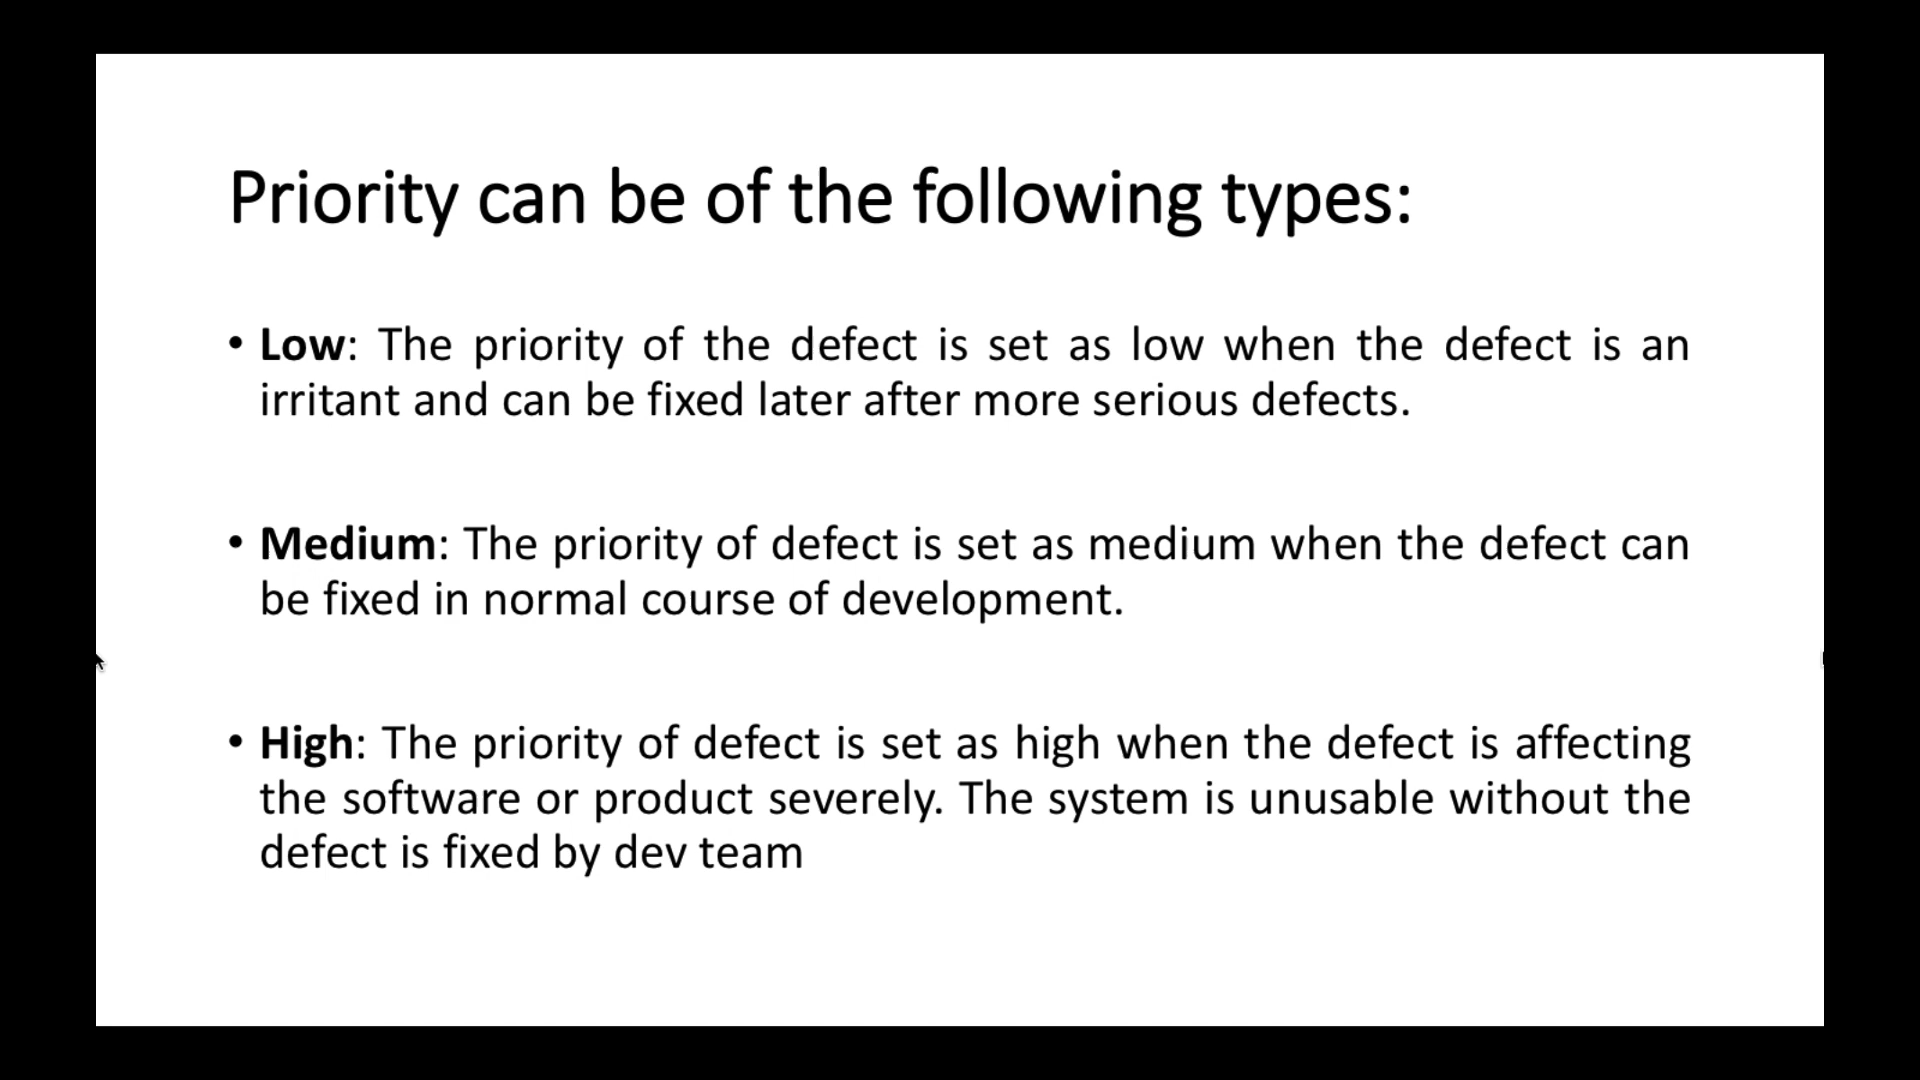 Priority can be of the following types:
• Low: The priority of the defect is set as low when the defect is an
irritant and can be fixed later after more serious defects.
• Medium: The priority of defect is set as medium when the defect can
be fixed in normal course of development.
• High: The priority of defect is set as high when the defect is affecting
the software or product severely. The system is unusable without the
defect is fixed by dev team